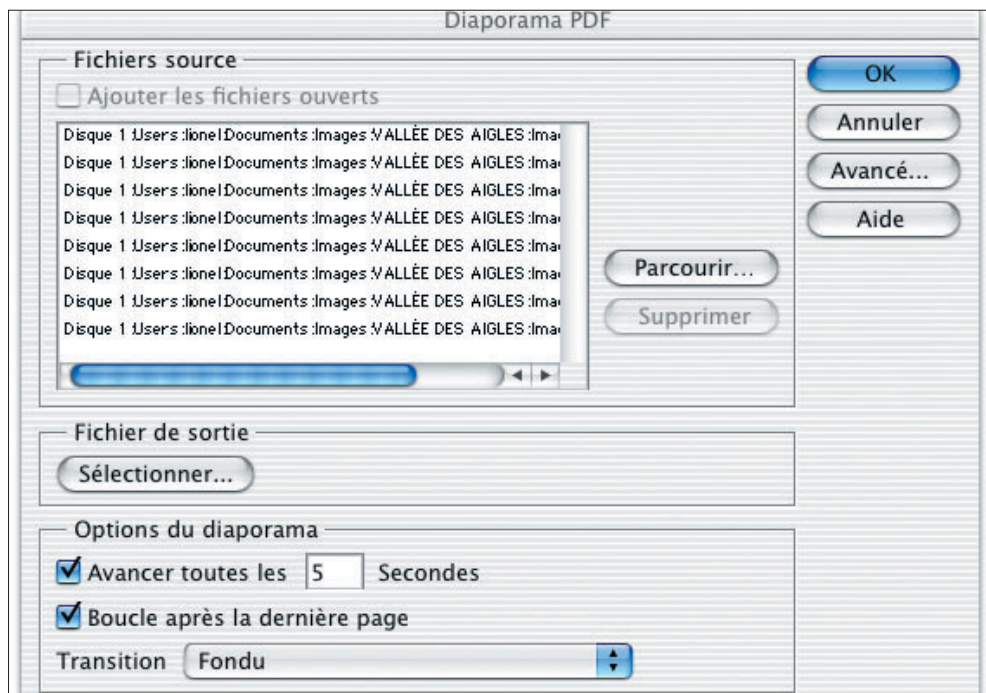 Diaporama PDF
Fichiers source
Ajouter les fichiers ouverts
Disque 1 :Users :lionel :Documents :Images :VALLÉE DES AIGLES :Ima
Disque 1 :Users :lionel :Documents :Images :VALLÉE DES AIGLES :Ima
Disque 1 :Users :lionel :Documents :Images :VALLÉE DES AIGLES :Ima
Disque 1 :Users :lionel :Documents :Images :VALLÉE DES AIGLES :Ima
Disque 1 :Users :lionel :Documents :Images :VALLÉE DES AIGLES :Ima
Disque 1 :Users :lionel :Documents :Images :VALLÉE DES AIGLES :Ima
Disque 1 :Users :lionel :Documents :Images :VALLÉE DES AIGLES :Ima
Disque 1 :Users :lionel :Documents :Images :VALLÉE DES AIGLES :Ima
OK
Annuler
Avancé...
Aide
Parcourir...
Supprimer
Fichier de sortie
Sélectionner...
Options du diaporama
Avancer toutes les 5 Secondes
Boucle après la dernière page
Transition Fondu